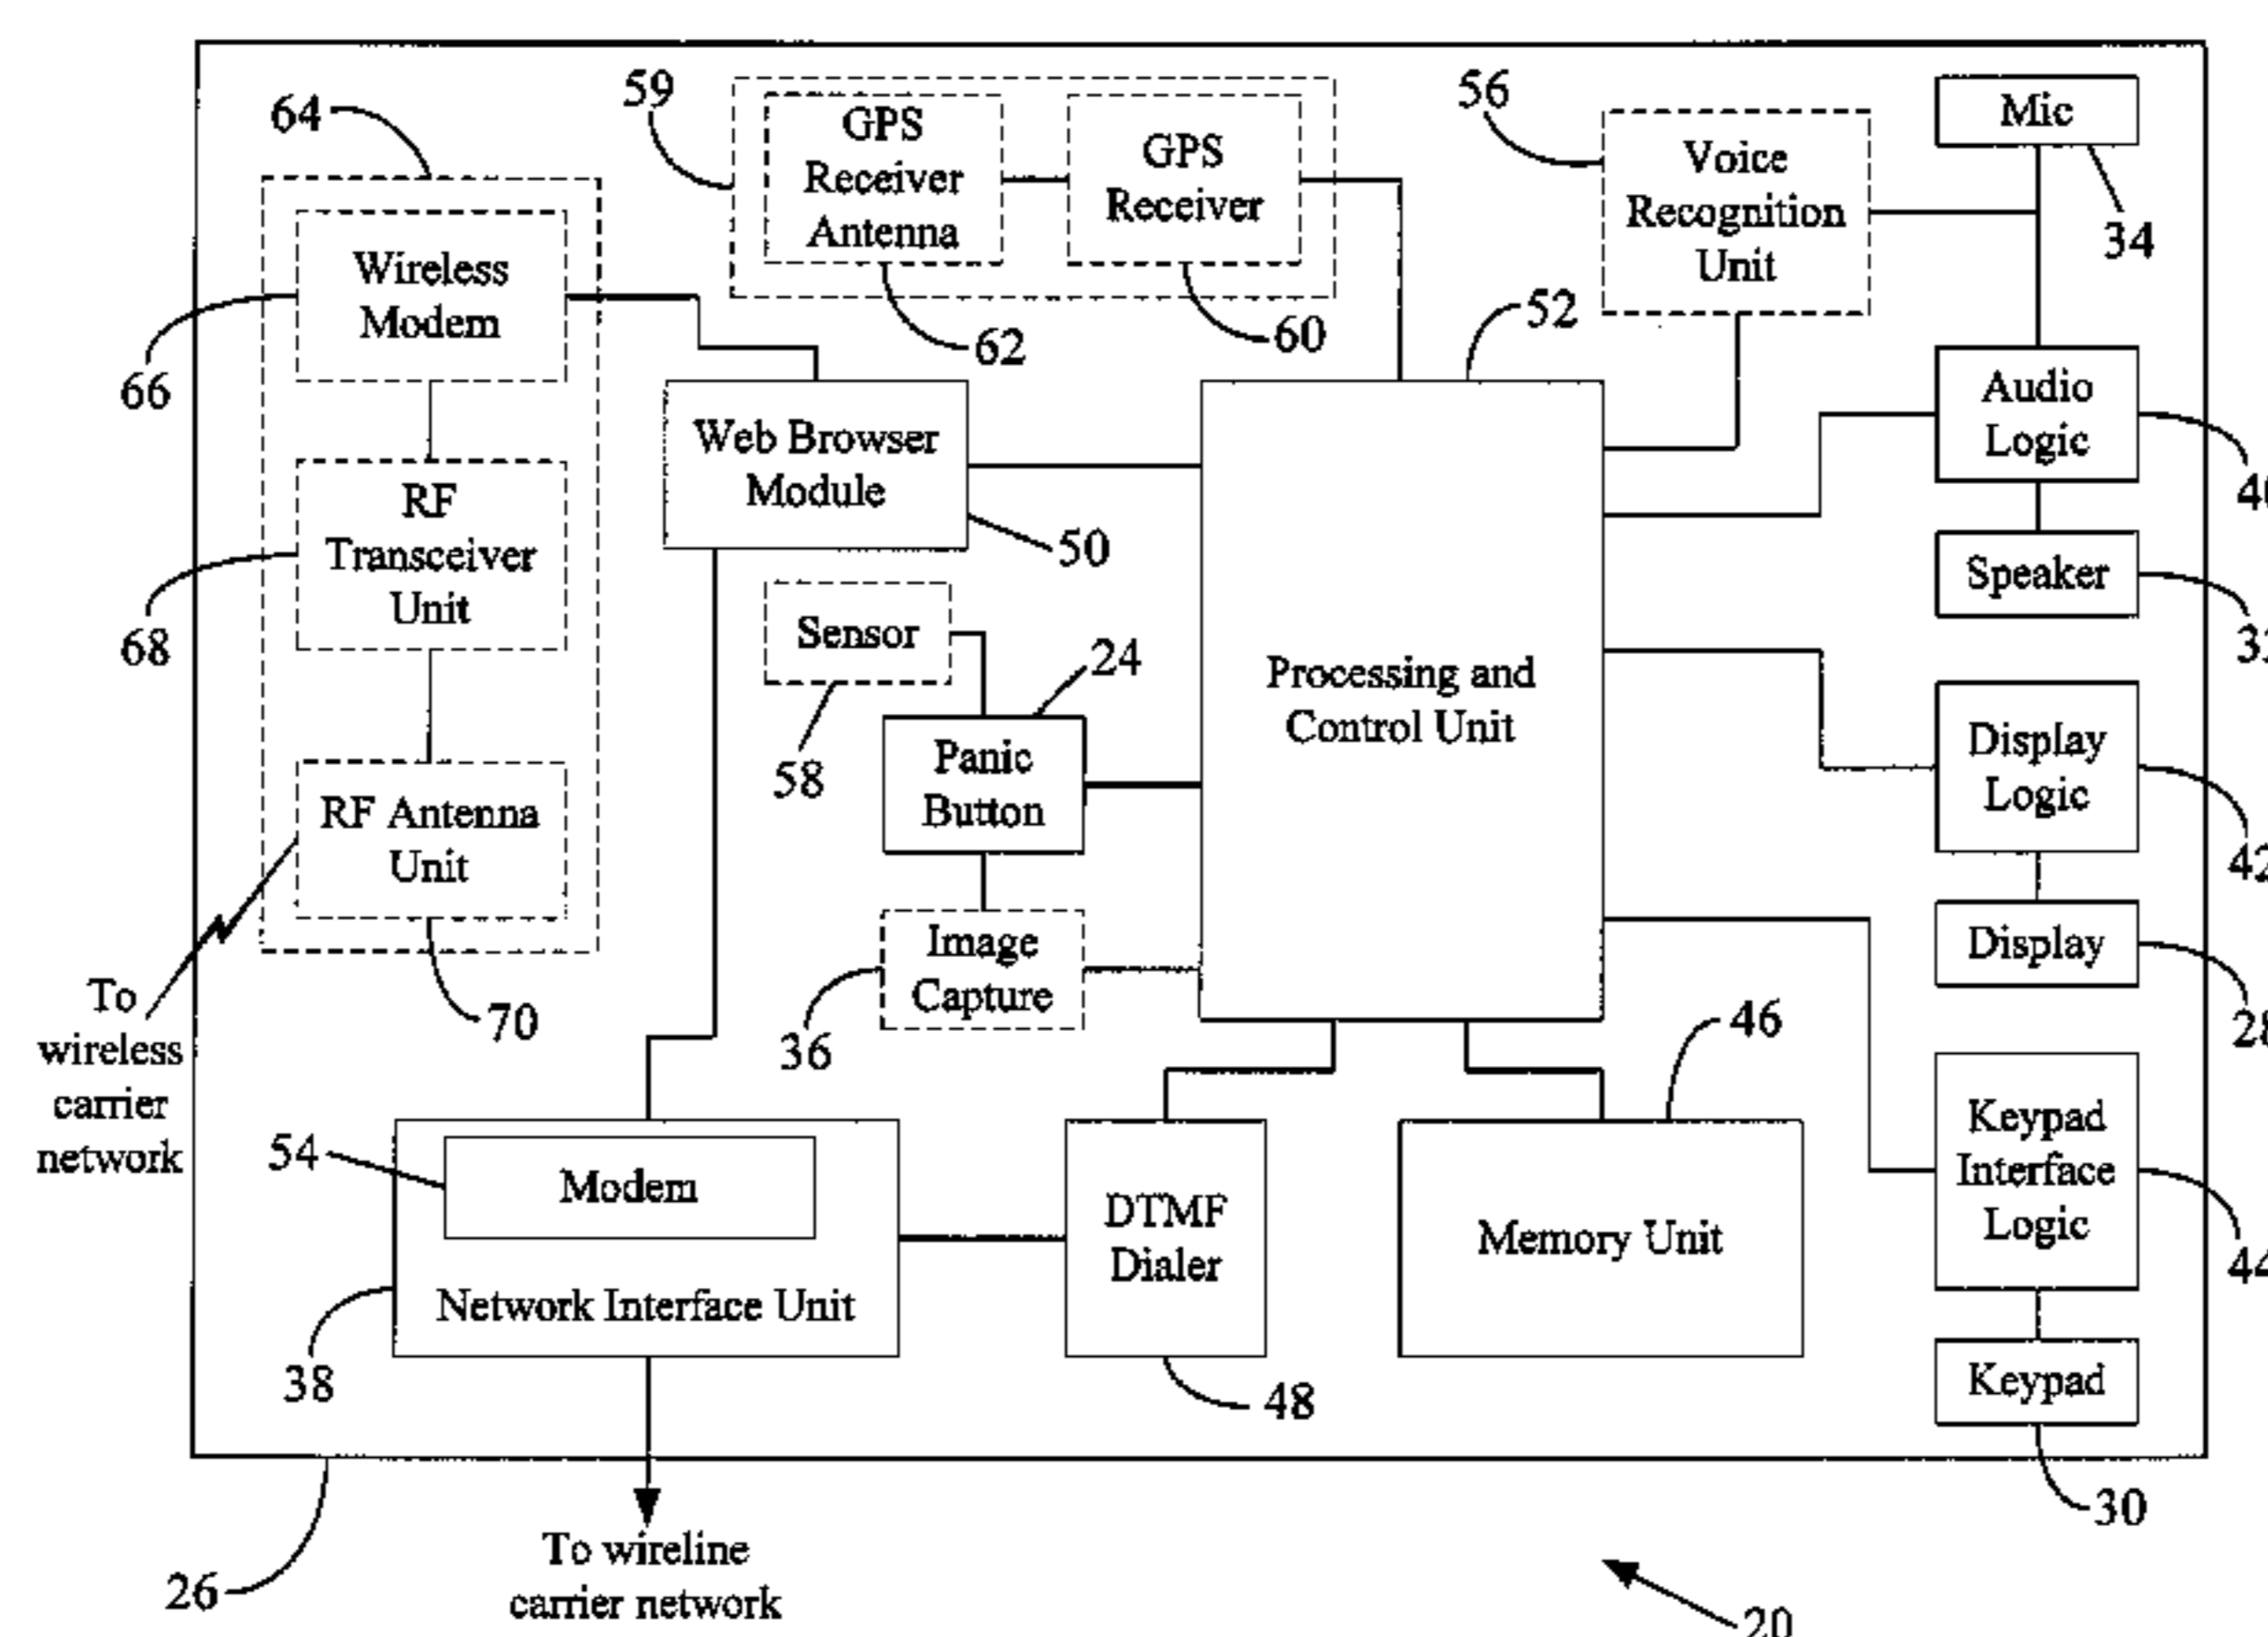 64
59
56
Mic
34
GPS
Receiver
Antenna
GPS
Receiver
Voice
Recognition
Unit
Wireless
Modem
66
62
60
52
Web Browser
Module
50
Audio
Logic
RF
Transceiver
Unit
68
Speaker
Sensor
58
24
Panic
Button
Processing and
Control Unit
Display
Logic
42
RF Antenna
Unit
70
Image
Capture
36
Display
28
To
wireless
carrier
network
46
54
Modem
Network Interface Unit
38
DTMF
Dialer
48
Memory Unit
Keypad
Interface
Logic
44
Keypad
30
26
To wireline
carrier network
20